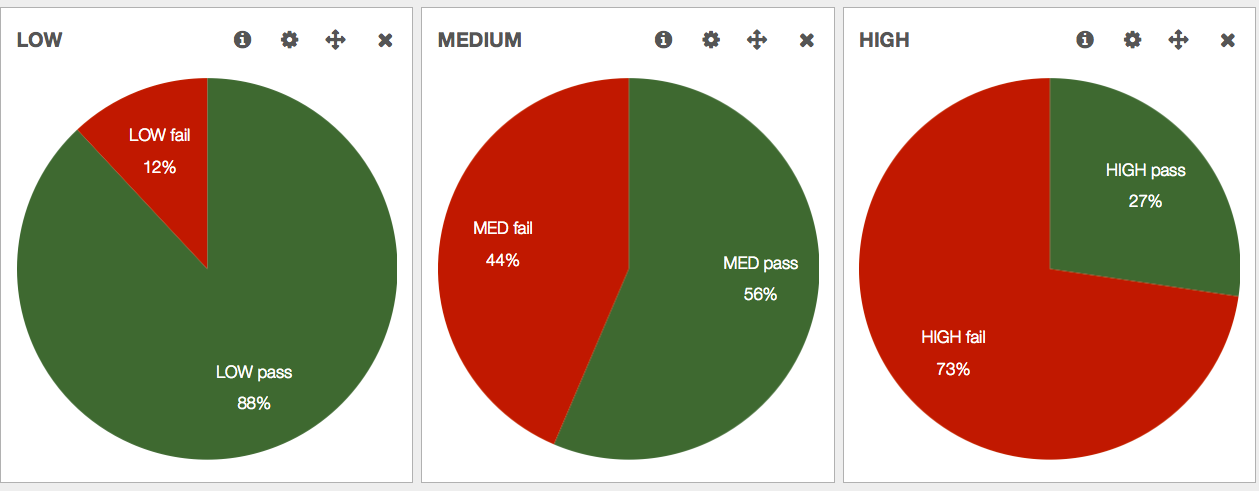 LOW
LOW fail
12%
LOW pass
88%
MEDIUM
MED fail
44%
MED pass
56%
HIGH
HIGH pass
27%
HIGH fail
73%